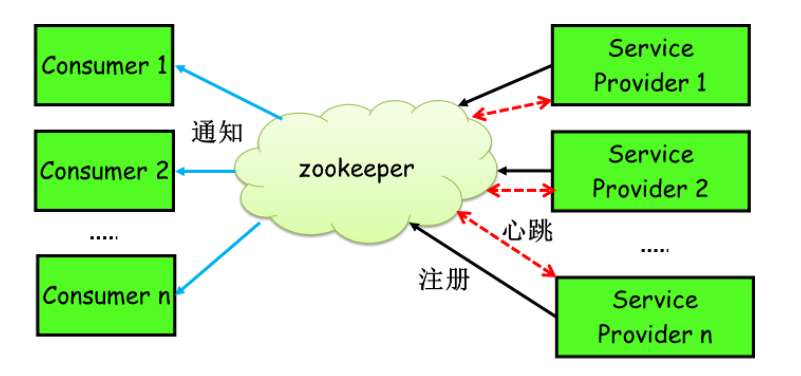 Consumer 1
通知
Consumer 2
.....
Consumer n
zookeeper
Service
Provider 1
Service
Provider 2
心跳
.....
注册
Service
Provider n